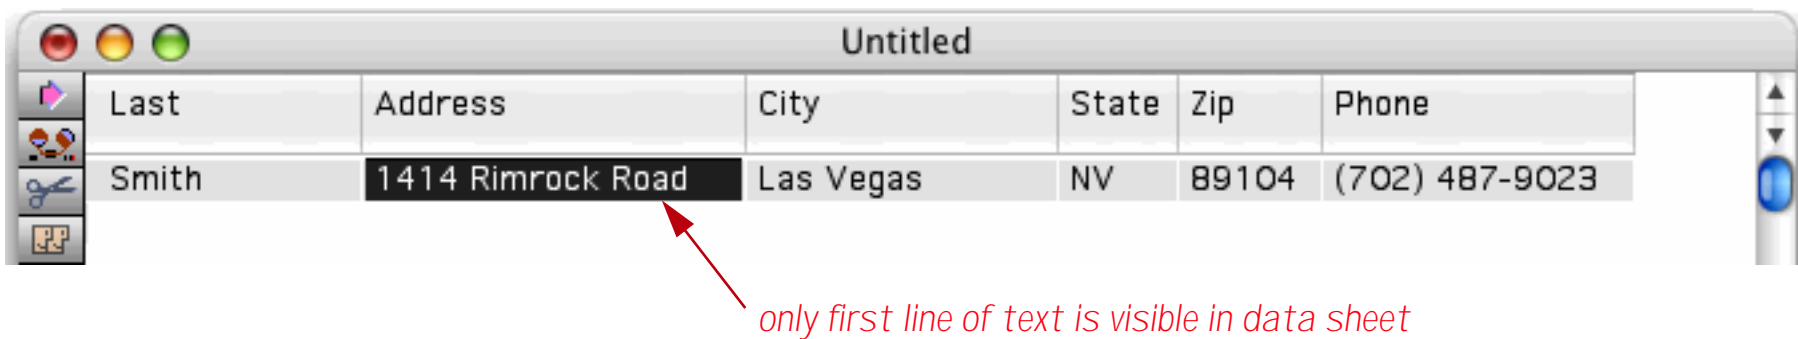 Untitled
Last Address City State Zip Phone
Smith 1414 Rimrock Road Las Vegas NV 89104 (702) 487-9023
only first line of text is visible in data sheet